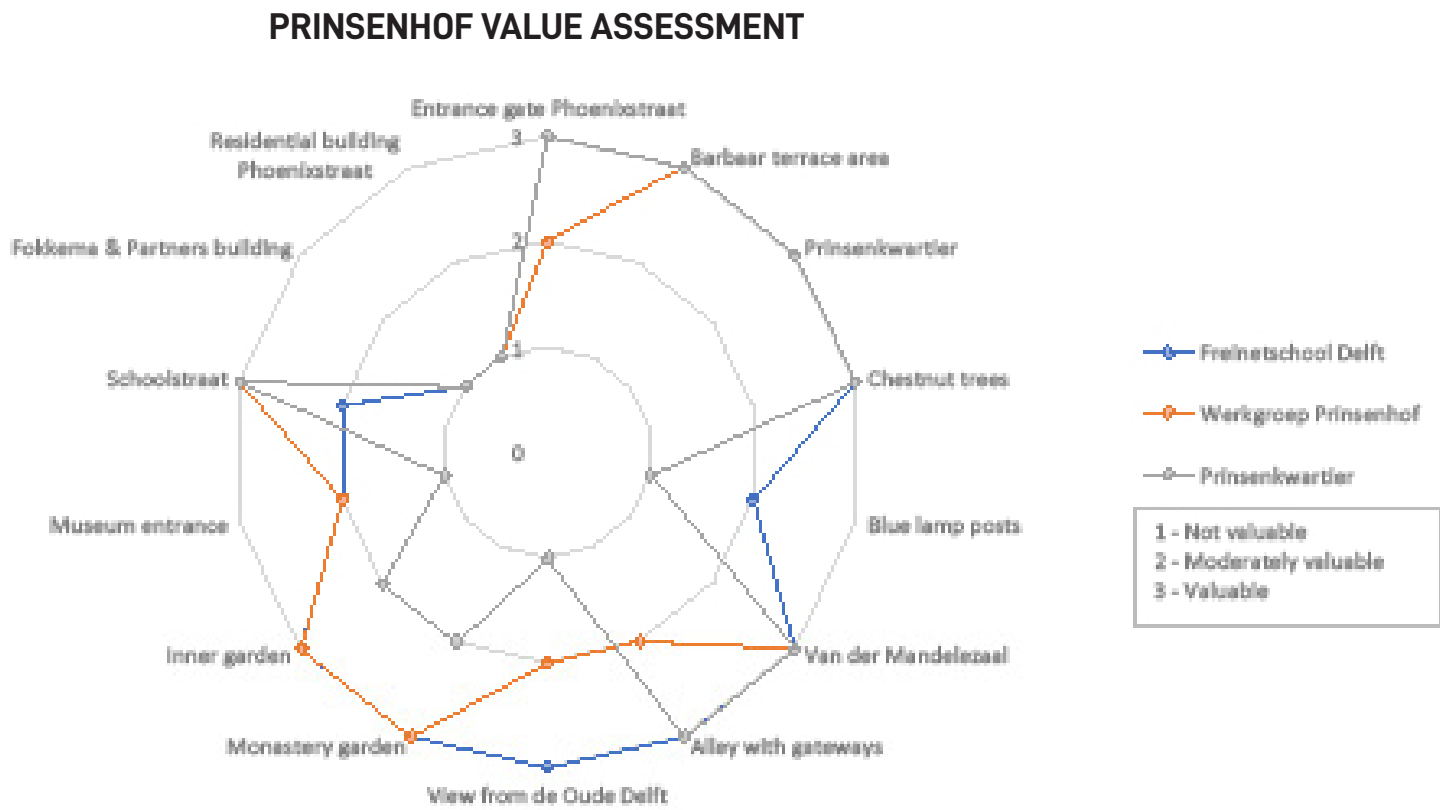 PRINSENHOF VALUE ASSESSMENT
Entrance gate Phoenixstraat
Residential building
Phoenixstraat
Barbaar terrace area
Fokkema & Partners building
Prinsenkwartier
Schoolstraat
Chestnut trees
Museum entrance
Blue lamp posts
Inner garden
Van der Mandelezaal
Monastery garden
Alley with gateways
View from de Oude Delft
3
2
1
0
Freinetschool Delft
Werkgroep Prinsenhof
Prinsenkwartier
1 - Not valuable
2 - Moderately valuable
3 - Valuable